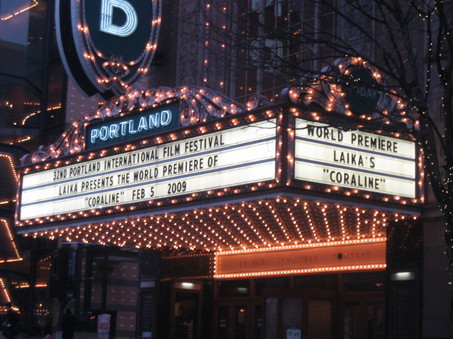 PORTLAND
PORTLAND
32ND PORTLAND INTERNATIONAL FILM FESTIVAL
LAIKA PRESENTS THE WORLD PREMIERE OF
"CORALINE" FEB 5 2009
WORLD PREMIERE
LAIKA'S
"CORALINE"